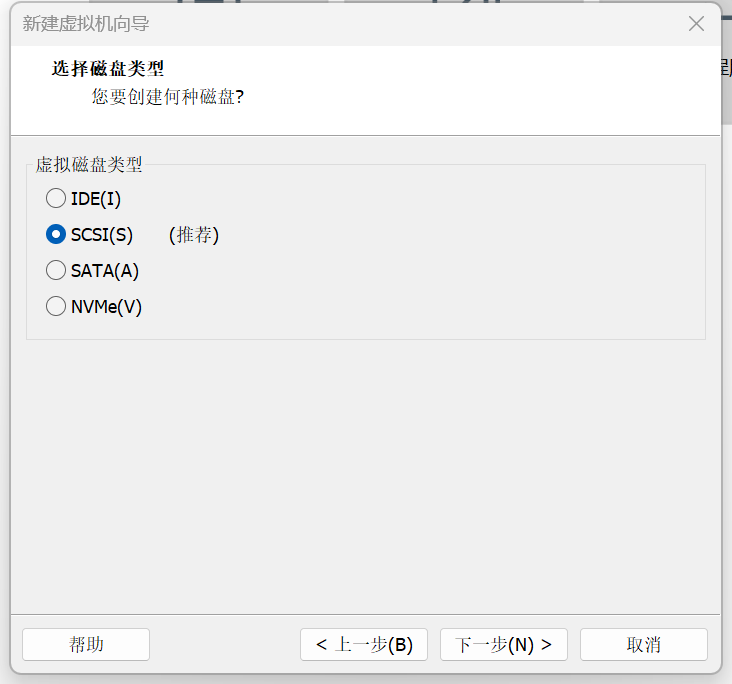 新建虚拟机向导
选择磁盘类型
您要创建何种磁盘?
虚拟磁盘类型
IDE(I)
SCSI(S) (推荐)
SATA(A)
NVMe(V)
帮助 < 上一步(B) 下一步(N) > 取消